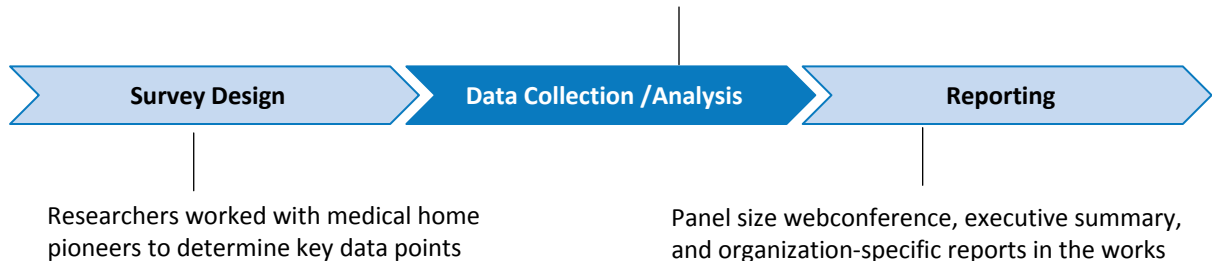 Survey Design
Data Collection /Analysis
Reporting
Researchers worked with medical home
pioneers to determine key data points
Panel size webconference, executive summary,
and organization-specific reports in the works